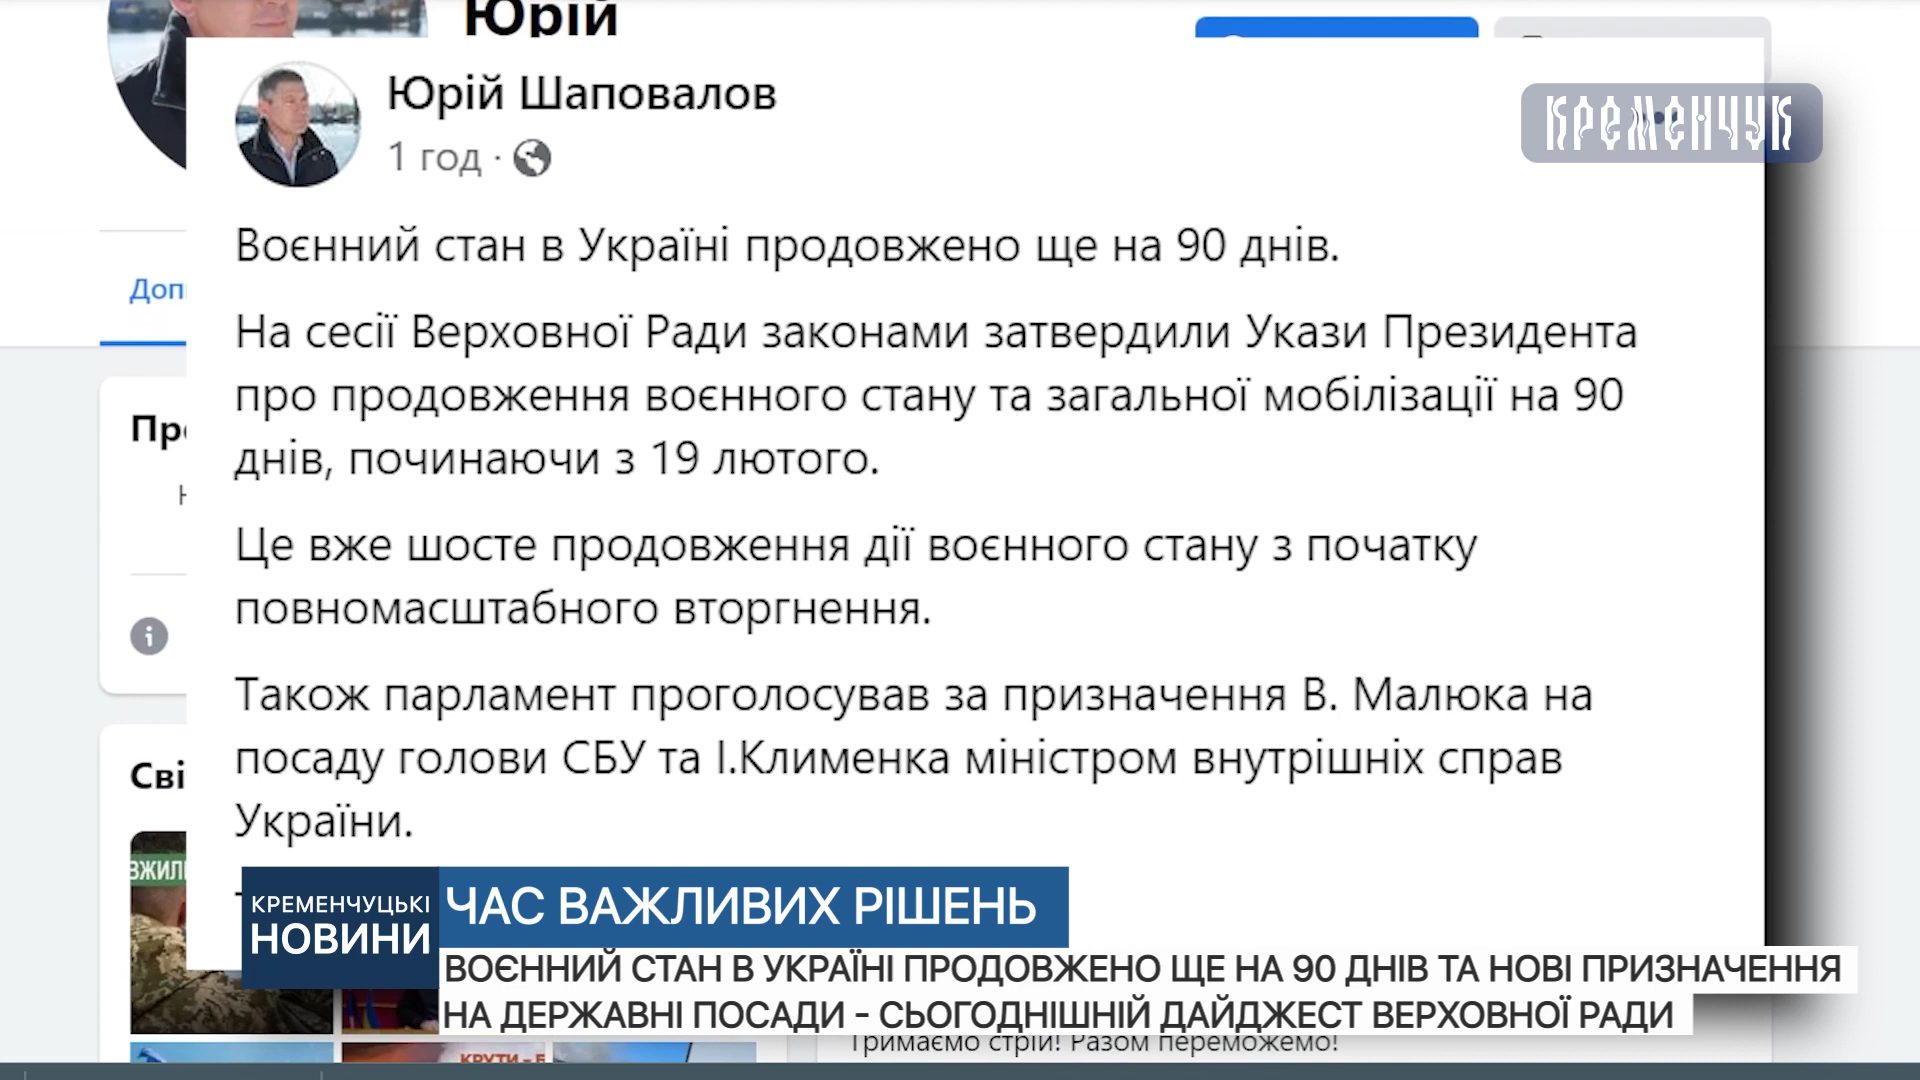 Юрій
КРЕМЕНЧУК
Юрій Шаповалов
1 год ·
Воєнний стан в Україні продовжено ще на 90 днів.
На сесії Верховної Ради законами затвердили Укази Президента
про продовження воєнного стану та загальної мобілізації на 90
днів, починаючи з 19 лютого.
Це вже шосте продовження дії воєнного стану з початку
повномасштабного вторгнення.
Також парламент проголосував за призначення В. Малюка на
посаду голови СБУ та І.Клименка міністром внутрішніх справ
України.
КРЕМЕНЧУЦЬКІ
НОВИНИ
ЧАС ВАЖЛИВИХ РІШЕНЬ
ВОЄННИЙ СТАН В УКРАЇНІ ПРОДОВЖЕНО ЩЕ НА 90 ДНІВ ТА НОВІ ПРИЗНАЧЕННЯ
НА ДЕРЖАВНІ ПОСАДИ - СЬОГОДНІШНІЙ ДАЙДЖЕСТ ВЕРХОВНОЇ РАДИ
Тримаємо стрій! Разом переможемо!